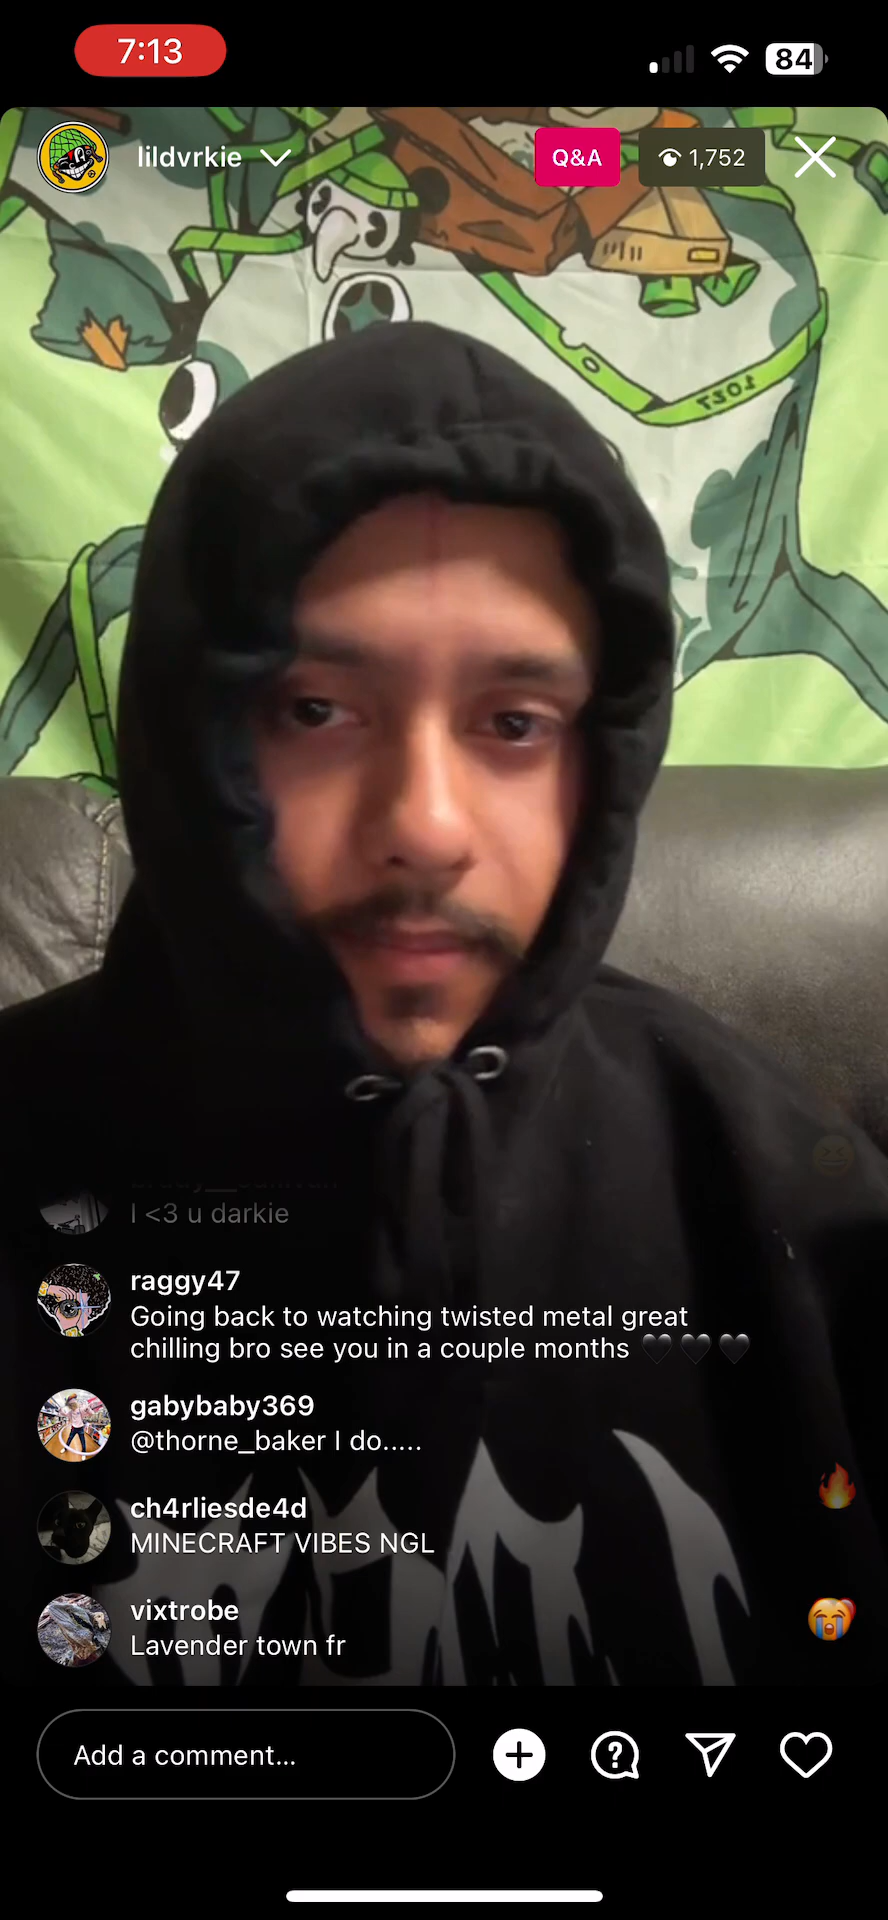 7:13
84
lildvrkie
Q&A
1,752
1027
I <3 u darkie
raggy47
Going back to watching twisted metal great
chilling bro see you in a couple months 🖤🖤🖤
gabybaby369
@thorne_baker I do.....
ch4rliesde4d
MINECRAFT VIBES NGL
vixtrobe
Lavender town fr
Add a comment...